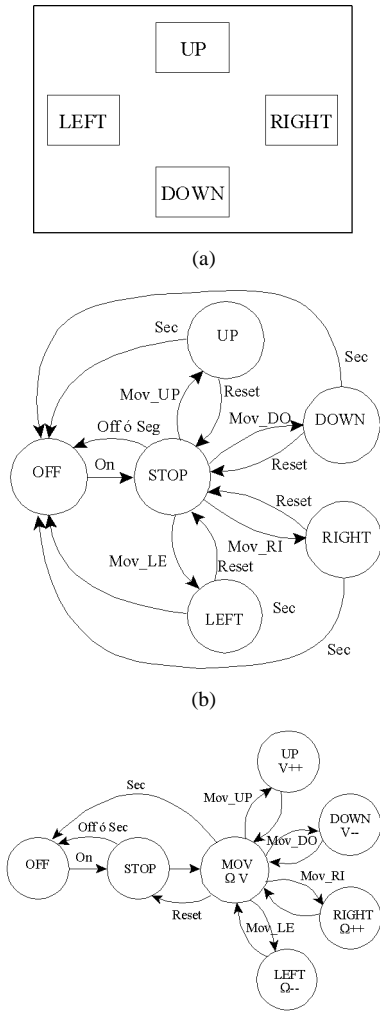 UP
LEFT
RIGHT
DOWN
(a)
Sec
UP
Sec
Mov_UP
Reset
Mov_DO
DOWN
Off ó Seg
Reset
OFF
On
STOP
Reset
RIGHT
Mov_LE
Mov_RI
Reset
LEFT
Sec
Sec
(b)
UP
V++
Sec
Mov_UP
DOWN
V--
Off ó Sec
Mov_DO
OFF
On
STOP
MOV
Ω V
Mov_RI
RIGHT
Ω++
Reset
Mov_LE
LEFT
Ω--